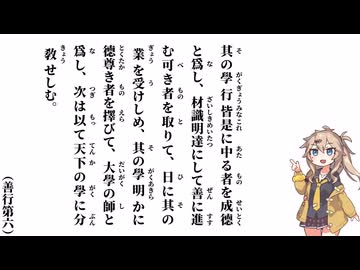 其の學行皆是に中る者を成德
と爲し、材識明達にして善に進
む可き者を取りて、日に其の
業を受けしめ、其の學明かに
德尊き者を擇びて、大學の師と
爲し、次は以て天下の學に分
敎せしむ。
(善行第六)